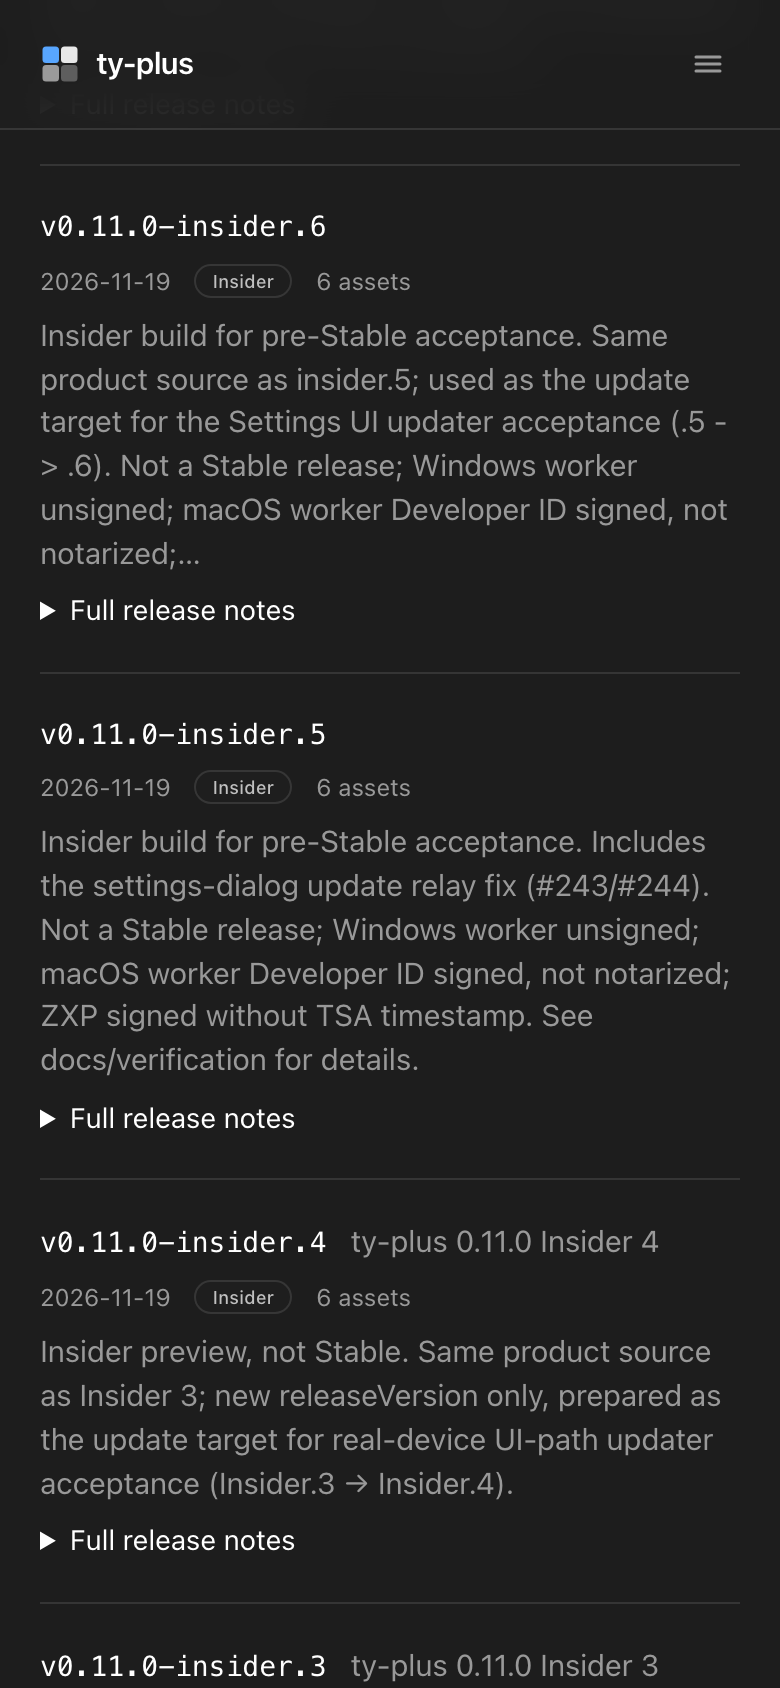 ty-plus
Full release notes
v0.11.0-insider.6
2026-11-19 Insider 6 assets
Insider build for pre-Stable acceptance. Same
product source as insider.5; used as the update
target for the Settings UI updater acceptance (.5 -
> .6). Not a Stable release; Windows worker
unsigned; macOS worker Developer ID signed, not
notarized;…
▶ Full release notes
v0.11.0-insider.5
2026-11-19 Insider 6 assets
Insider build for pre-Stable acceptance. Includes
the settings-dialog update relay fix (#243/#244).
Not a Stable release; Windows worker unsigned;
macOS worker Developer ID signed, not notarized;
ZXP signed without TSA timestamp. See
docs/verification for details.
▶ Full release notes
v0.11.0-insider.4 ty-plus 0.11.0 Insider 4
2026-11-19 Insider 6 assets
Insider preview, not Stable. Same product source
as Insider 3; new releaseVersion only, prepared as
the update target for real-device UI-path updater
acceptance (Insider.3 → Insider.4).
▶ Full release notes
v0.11.0-insider.3 ty-plus 0.11.0 Insider 3